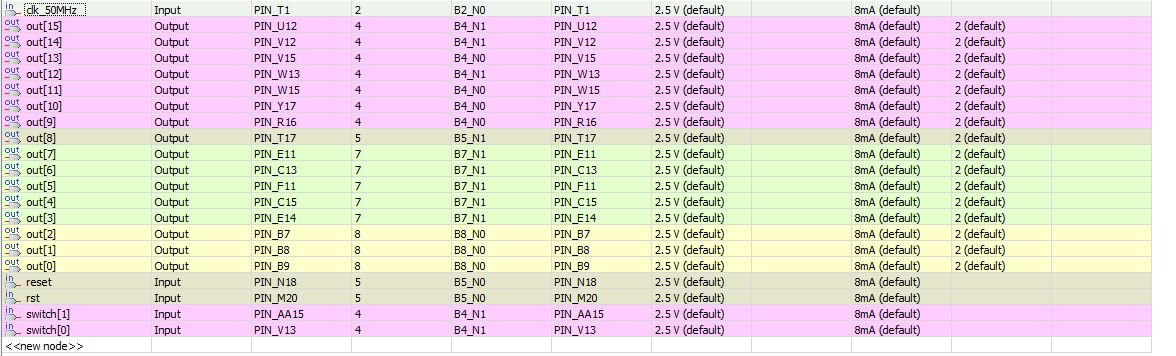 in clk_50MHz Input PIN_T1 2 B2_N0 PIN_T1 2.5 V (default) 8mA (default)
out out[15] Output PIN_U12 4 B4_N1 PIN_U12 2.5 V (default) 8mA (default) 2 (default)
out out[14] Output PIN_V12 4 B4_N1 PIN_V12 2.5 V (default) 8mA (default) 2 (default)
out out[13] Output PIN_V15 4 B4_N0 PIN_V15 2.5 V (default) 8mA (default) 2 (default)
out out[12] Output PIN_W13 4 B4_N1 PIN_W13 2.5 V (default) 8mA (default) 2 (default)
out out[11] Output PIN_W15 4 B4_N0 PIN_W15 2.5 V (default) 8mA (default) 2 (default)
out out[10] Output PIN_Y17 4 B4_N0 PIN_Y17 2.5 V (default) 8mA (default) 2 (default)
out out[9] Output PIN_R16 4 B4_N0 PIN_R16 2.5 V (default) 8mA (default) 2 (default)
out out[8] Output PIN_T17 5 B5_N1 PIN_T17 2.5 V (default) 8mA (default) 2 (default)
out out[7] Output PIN_E11 7 B7_N1 PIN_E11 2.5 V (default) 8mA (default) 2 (default)
out out[6] Output PIN_C13 7 B7_N1 PIN_C13 2.5 V (default) 8mA (default) 2 (default)
out out[5] Output PIN_F11 7 B7_N1 PIN_F11 2.5 V (default) 8mA (default) 2 (default)
out out[4] Output PIN_C15 7 B7_N1 PIN_C15 2.5 V (default) 8mA (default) 2 (default)
out out[3] Output PIN_E14 7 B7_N1 PIN_E14 2.5 V (default) 8mA (default) 2 (default)
out out[2] Output PIN_B7 8 B8_N0 PIN_B7 2.5 V (default) 8mA (default) 2 (default)
out out[1] Output PIN_B8 8 B8_N0 PIN_B8 2.5 V (default) 8mA (default) 2 (default)
out out[0] Output PIN_B9 8 B8_N0 PIN_B9 2.5 V (default) 8mA (default) 2 (default)
in reset Input PIN_N18 5 B5_N0 PIN_N18 2.5 V (default) 8mA (default)
in rst Input PIN_M20 5 B5_N0 PIN_M20 2.5 V (default) 8mA (default)
in switch[1] Input PIN_AA15 4 B4_N1 PIN_AA15 2.5 V (default) 8mA (default)
in switch[0] Input PIN_V13 4 B4_N1 PIN_V13 2.5 V (default) 8mA (default)
<<new node>>